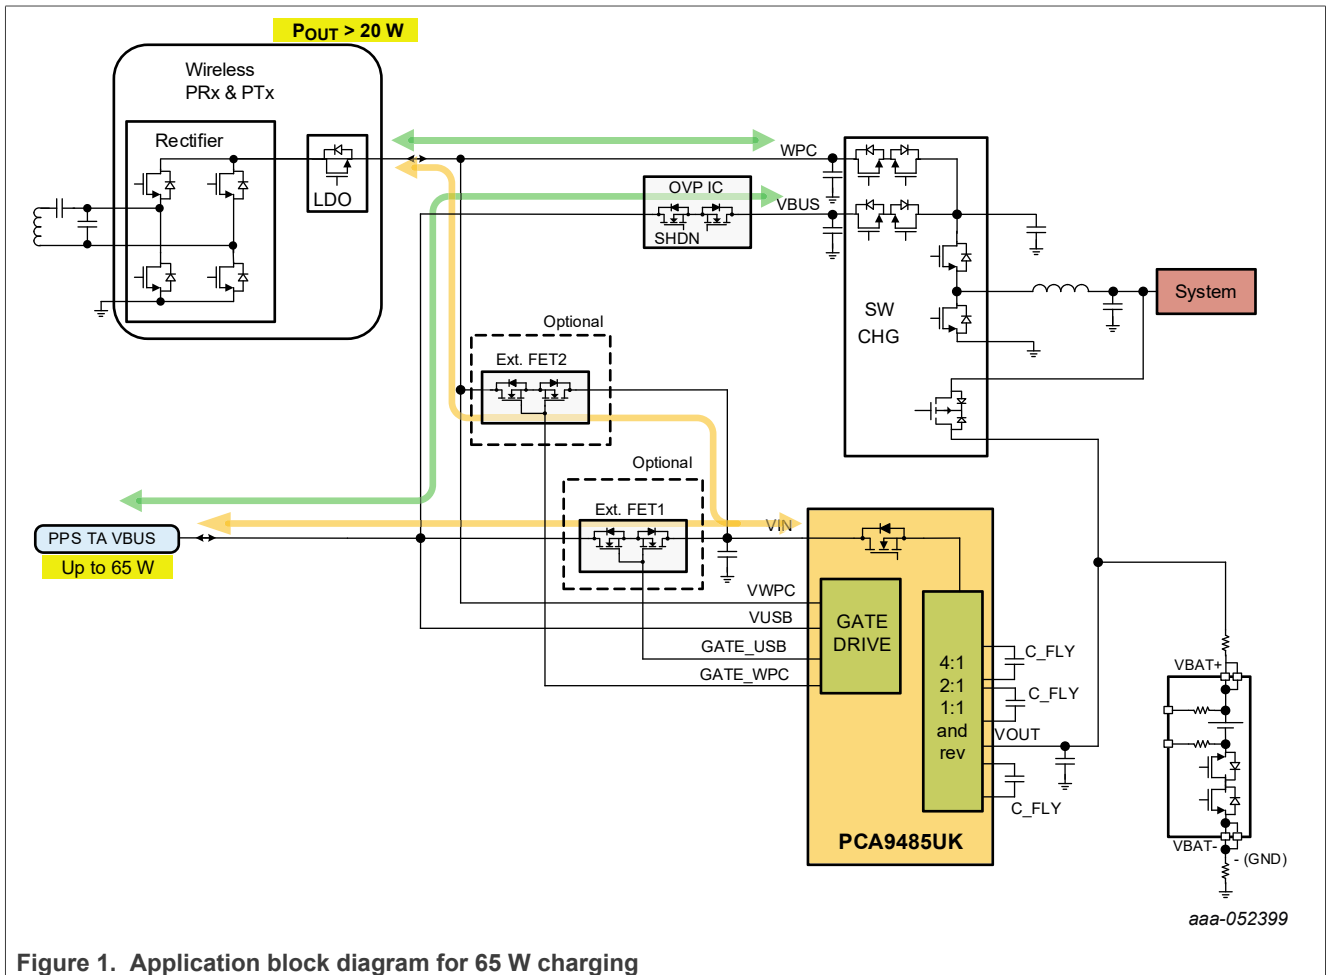 POUT > 20 W
Wireless
PRx & PTx
Rectifier
LDO
WPC
OVP IC
SHDN
VBUS
SW
CHG
System
Optional
Ext. FET2
Optional
Ext. FET1
VIN
PPS TA VBUS
Up to 65 W
VWPC
VUSB
GATE_USB
GATE_WPC
GATE
DRIVE
4:1
2:1
1:1
and
rev
C_FLY
C_FLY
VOUT
C_FLY
PCA9485UK
VBAT+
VBAT-
- (GND)
aaa-052399
Figure 1. Application block diagram for 65 W charging